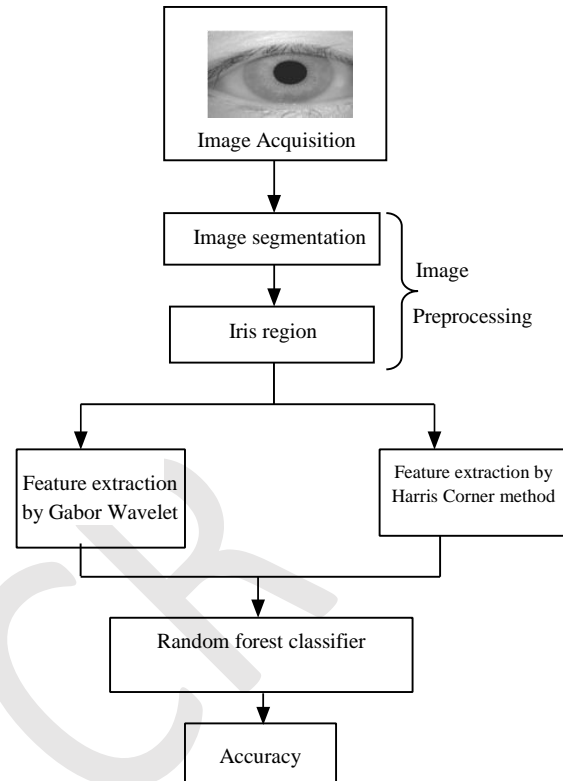 Image Acquisition
Image segmentation
Image
Preprocessing
Iris region
Feature extraction
by Gabor Wavelet
Feature extraction by
Harris Corner method
Random forest classifier
Accuracy